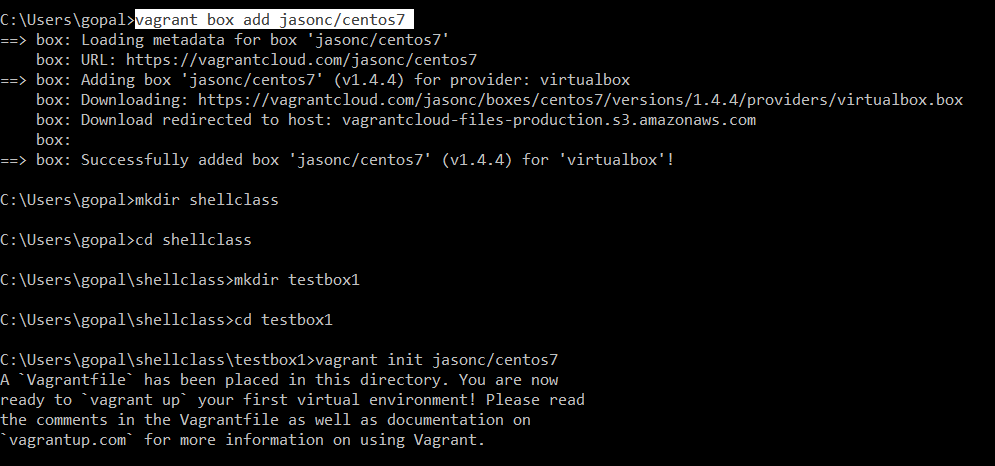 C:\Users\gopal>vagrant box add jasonc/centos7
==> box: Loading metadata for box 'jasonc/centos7'
box: URL: https://vagrantcloud.com/jasonc/centos7
==> box: Adding box 'jasonc/centos7' (v1.4.4) for provider: virtualbox
box: Downloading: https://vagrantcloud.com/jasonc/boxes/centos7/versions/1.4.4/providers/virtualbox.box
box: Download redirected to host: vagrantcloud-files-production.s3.amazonaws.com
box:
==> box: Successfully added box 'jasonc/centos7' (v1.4.4) for 'virtualbox'!
C:\Users\gopal>mkdir shellclass
C:\Users\gopal>cd shellclass
C:\Users\gopal\shellclass>mkdir testbox1
C:\Users\gopal\shellclass>cd testbox1
C:\Users\gopal\shellclass\testbox1>vagrant init jasonc/centos7
A `Vagrantfile` has been placed in this directory. You are now
ready to `vagrant up` your first virtual environment! Please read
the comments in the Vagrantfile as well as documentation on
`vagrantup.com` for more information on using Vagrant.